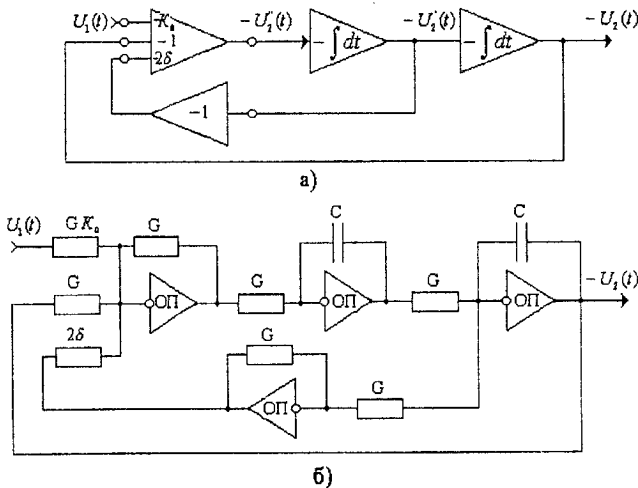 U₁(t) -K₀ -U₂''(t) -∫dt -U₂'(t) -∫dt -U₂(t)
-1
2δ
-1
а)
U₁(t) G K₀ G G C G C
G ОП ОП ОП -U₂(t)
2δ G
ОП G
б)